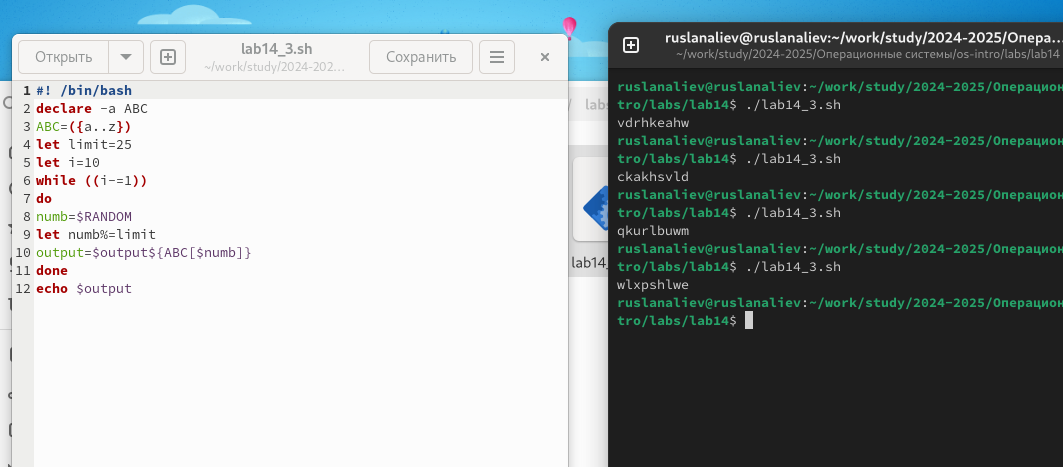 Открыть
lab14_3.sh
~/work/study/2024-202...
Сохранить
1 #! /bin/bash
2 declare -a ABC
3 ABC=({a..z})
4 let limit=25
5 let i=10
6 while ((i-=1))
7 do
8 numb=$RANDOM
9 let numb%=limit
10 output=$output${ABC[$numb]}
11 done
12 echo $output
labs
lab14_
ruslanaliev@ruslanaliev:~/work/study/2024-2025/Опера...
~/work/study/2024-2025/Операционные системы/os-intro/labs/lab14
ruslanaliev@ruslanaliev:~/work/study/2024-2025/Операцион
tro/labs/lab14$ ./lab14_3.sh
vdrhkeahw
ruslanaliev@ruslanaliev:~/work/study/2024-2025/Операцион
tro/labs/lab14$ ./lab14_3.sh
ckakhsvld
ruslanaliev@ruslanaliev:~/work/study/2024-2025/Операцион
tro/labs/lab14$ ./lab14_3.sh
qkurlbuwm
ruslanaliev@ruslanaliev:~/work/study/2024-2025/Операцион
tro/labs/lab14$ ./lab14_3.sh
wlxpshlwe
ruslanaliev@ruslanaliev:~/work/study/2024-2025/Операцион
tro/labs/lab14$